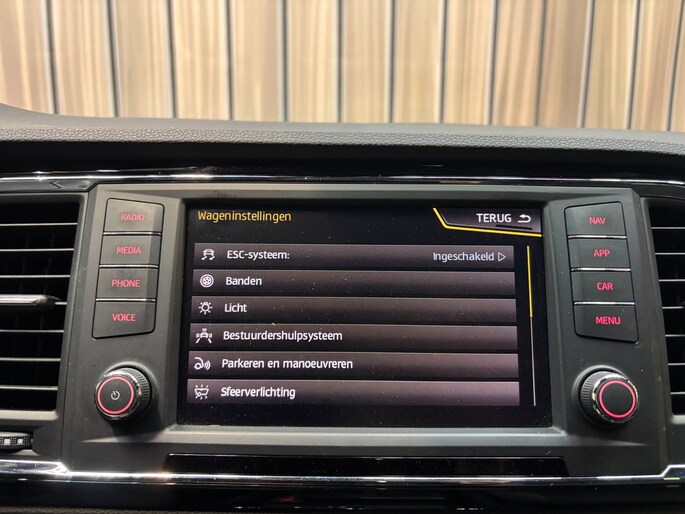 RADIO
MEDIA
PHONE
VOICE
Wageninstellingen
TERUG
ESC-systeem: Ingeschakeld
Banden
Licht
Bestuurdershulpsysteem
Parkeren en manoeuvreren
Sfeerverlichting
NAV
APP
CAR
MENU